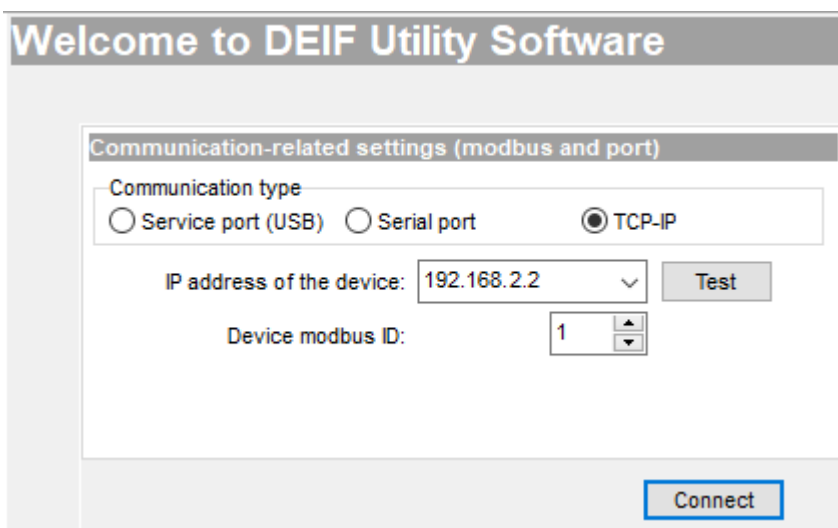 Welcome to DEIF Utility Software
Communication-related settings (modbus and port)
Communication type
Service port (USB) Serial port TCP-IP
IP address of the device: 192.168.2.2 Test
Device modbus ID: 1
Connect